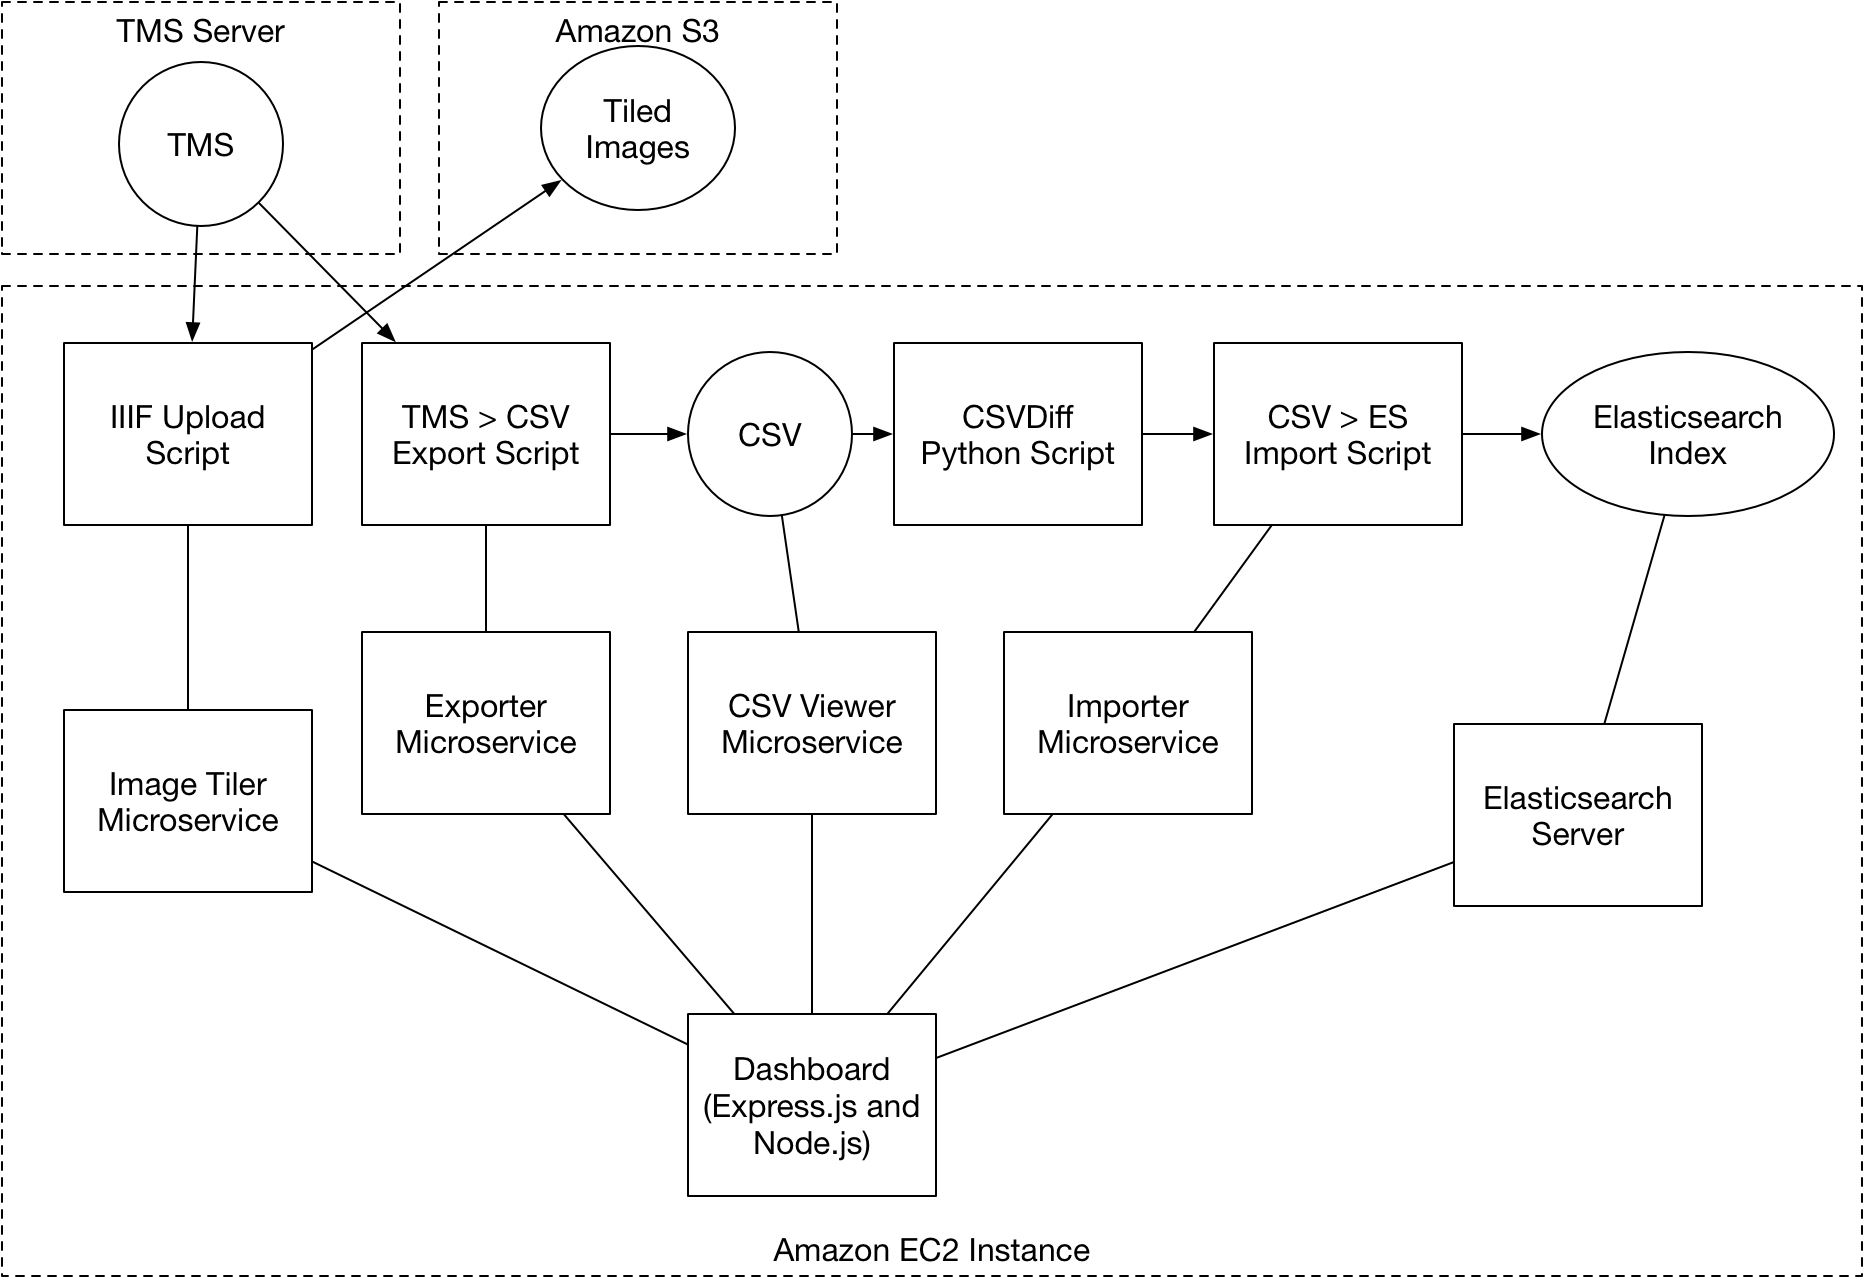 TMS Server
Amazon S3
TMS
Tiled
Images
IIIF Upload
Script
TMS > CSV
Export Script
CSV
CSVDiff
Python Script
CSV > ES
Import Script
Elasticsearch
Index
Image Tiler
Microservice
Exporter
Microservice
CSV Viewer
Microservice
Importer
Microservice
Elasticsearch
Server
Dashboard
(Express.js and
Node.js)
Amazon EC2 Instance